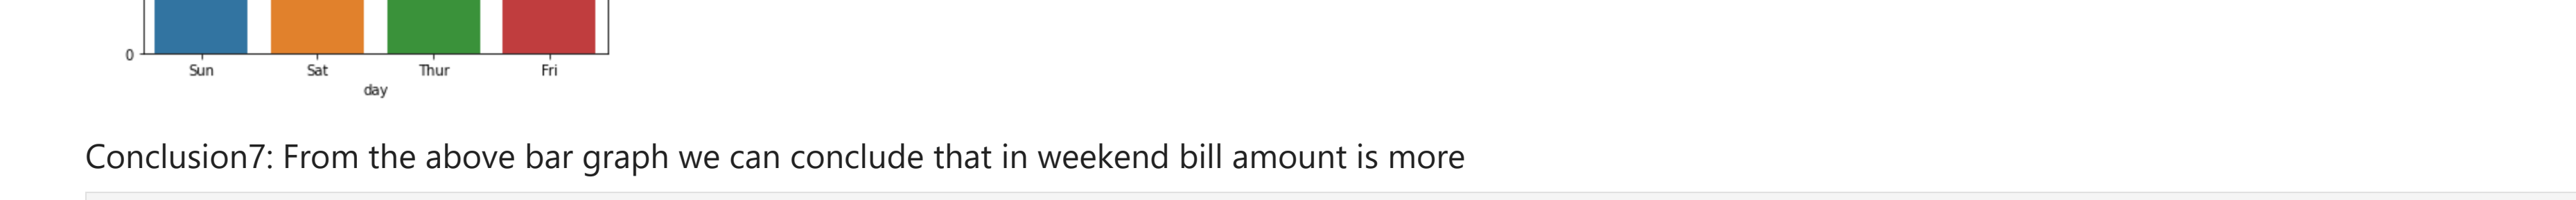 0
Sun Sat Thur Fri
day
Conclusion7: From the above bar graph we can conclude that in weekend bill amount is more